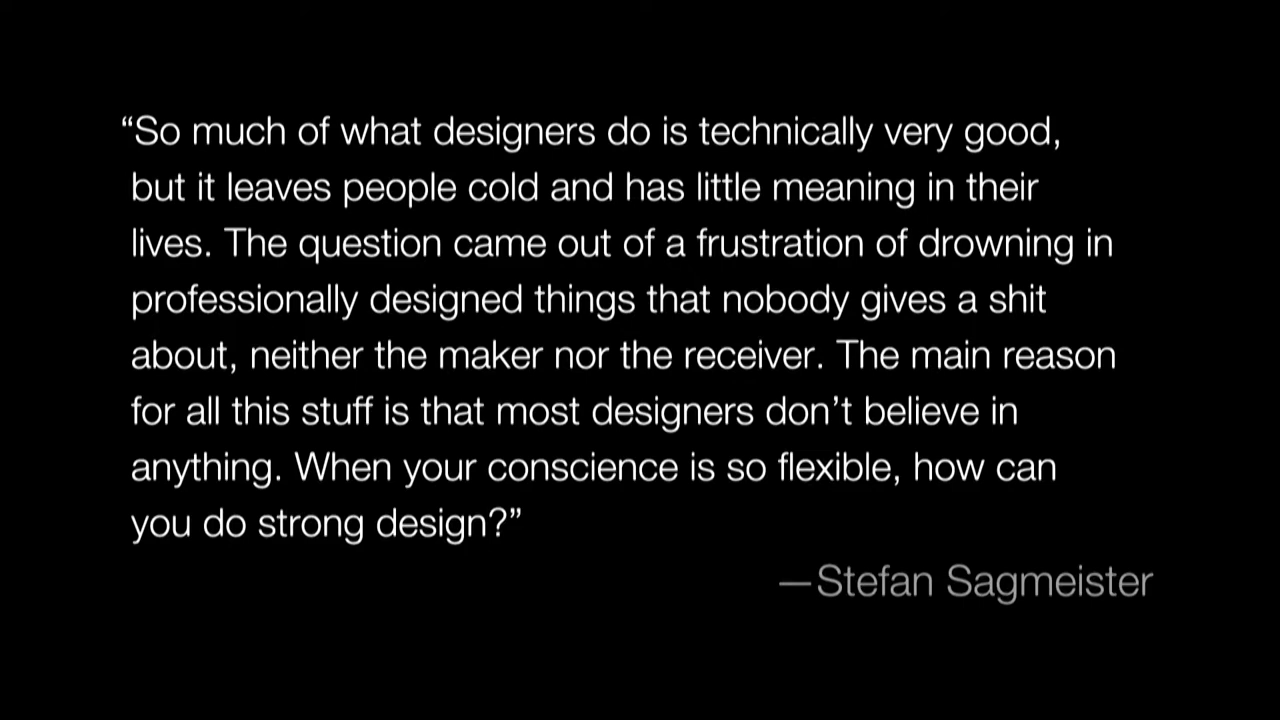 “So much of what designers do is technically very good,
but it leaves people cold and has little meaning in their
lives. The question came out of a frustration of drowning in
professionally designed things that nobody gives a shit
about, neither the maker nor the receiver. The main reason
for all this stuff is that most designers don’t believe in
anything. When your conscience is so flexible, how can
you do strong design?”
—Stefan Sagmeister